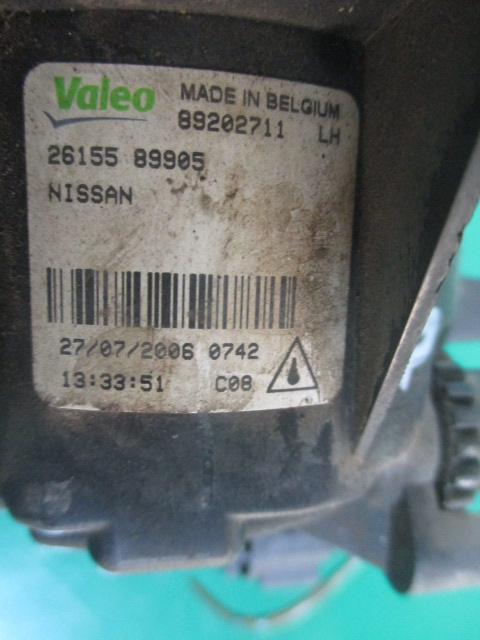 Valeo MADE IN BELGIUM
89202711 LH
26155 89905
NISSAN
27/07/2006 0742
13:33:51 C08